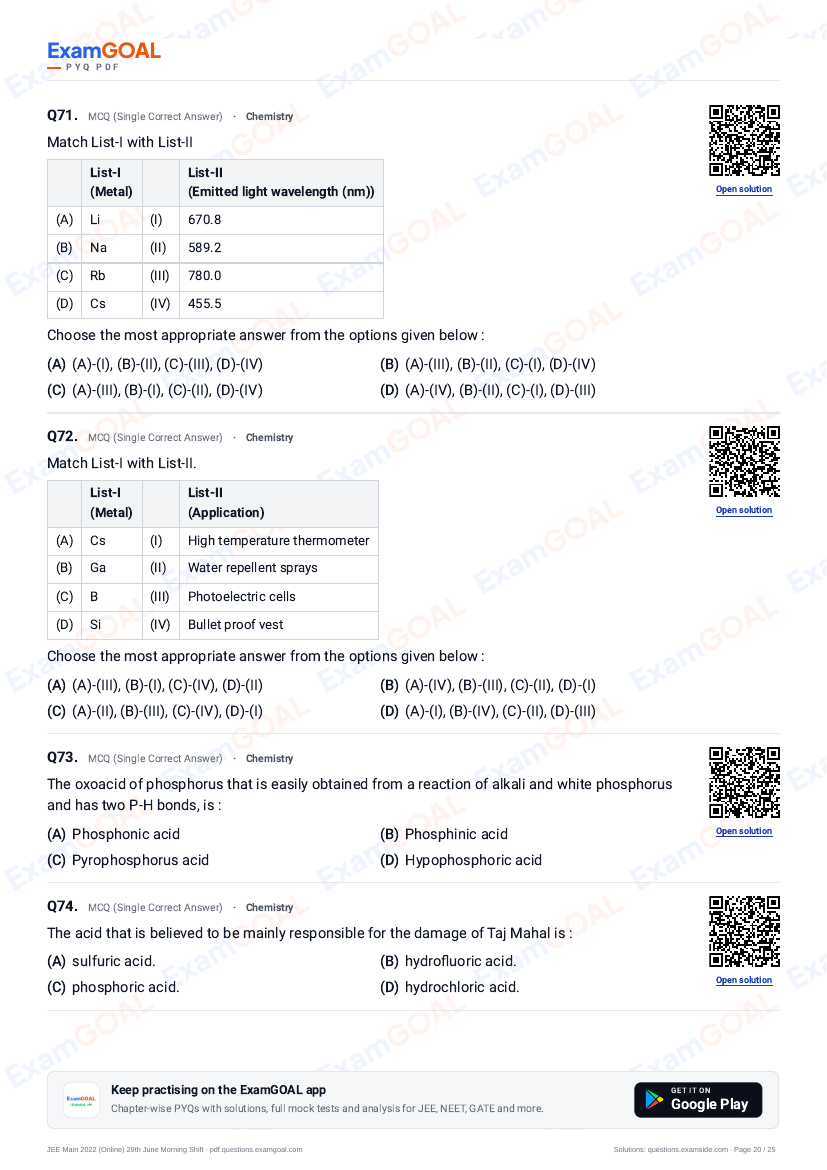 ExamGOAL
PYQ PDF
Q71. MCQ (Single Correct Answer) · Chemistry
Match List-I with List-II
List-I (Metal) List-II (Emitted light wavelength (nm))
(A) Li (I) 670.8
(B) Na (II) 589.2
(C) Rb (III) 780.0
(D) Cs (IV) 455.5
Open solution
Choose the most appropriate answer from the options given below :
(A) (A)-(I), (B)-(II), (C)-(III), (D)-(IV) (B) (A)-(III), (B)-(II), (C)-(I), (D)-(IV)
(C) (A)-(III), (B)-(I), (C)-(II), (D)-(IV) (D) (A)-(IV), (B)-(II), (C)-(I), (D)-(III)
Q72. MCQ (Single Correct Answer) · Chemistry
Match List-I with List-II.
List-I (Metal) List-II (Application)
(A) Cs (I) High temperature thermometer
(B) Ga (II) Water repellent sprays
(C) B (III) Photoelectric cells
(D) Si (IV) Bullet proof vest
Open solution
Choose the most appropriate answer from the options given below :
(A) (A)-(III), (B)-(I), (C)-(IV), (D)-(II) (B) (A)-(IV), (B)-(III), (C)-(II), (D)-(I)
(C) (A)-(II), (B)-(III), (C)-(IV), (D)-(I) (D) (A)-(I), (B)-(IV), (C)-(II), (D)-(III)
Q73. MCQ (Single Correct Answer) · Chemistry
The oxoacid of phosphorus that is easily obtained from a reaction of alkali and white phosphorus
and has two P-H bonds, is :
Open solution
(A) Phosphonic acid (B) Phosphinic acid
(C) Pyrophosphorus acid (D) Hypophosphoric acid
Q74. MCQ (Single Correct Answer) · Chemistry
The acid that is believed to be mainly responsible for the damage of Taj Mahal is :
(A) sulfuric acid. (B) hydrofluoric acid.
(C) phosphoric acid. (D) hydrochloric acid.
Open solution
ExamGOAL
Keep practising on the ExamGOAL app
Chapter-wise PYQs with solutions, full mock tests and analysis for JEE, NEET, GATE and more.
GET IT ON
Google Play
JEE Main 2022 (Online) 29th June Morning Shift · pdf.questions.examgoal.com Solutions: questions.examside.com · Page 20 / 25